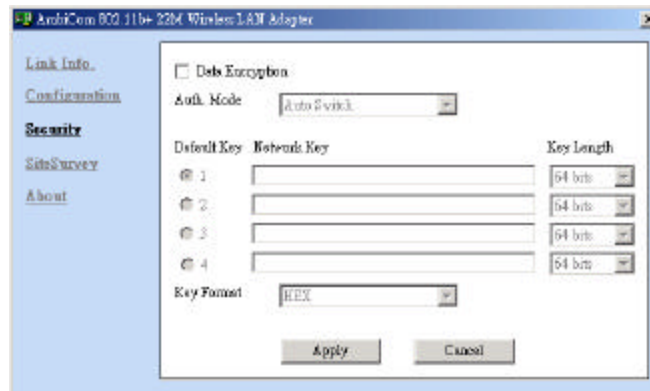 AmbiCom 802.11b+ 22M Wireless LAN Adapter
Link Info.
Configuration
Security
SiteSurvey
About
Data Encryption
Auth. Mode Auto Switch
Default Key Network Key Key Length
1 64 bits
2 64 bits
3 64 bits
4 64 bits
Key Format HEX
Apply Cancel